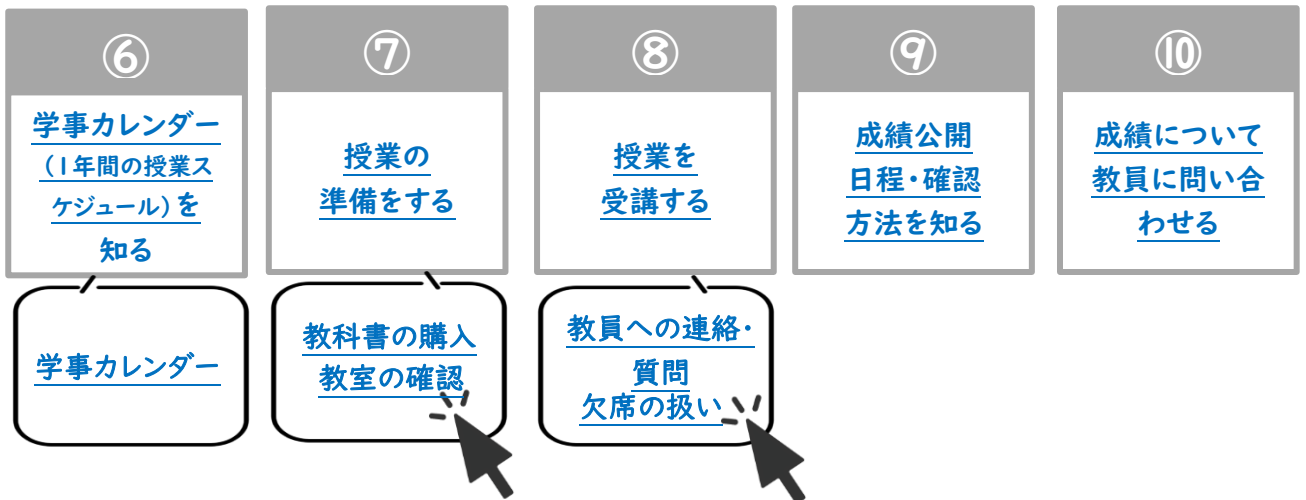 ⑥
学事カレンダー
（1年間の授業ス
ケジュール）を
知る
⑦
授業の
準備をする
⑧
授業を
受講する
⑨
成績公開
日程・確認
方法を知る
⑩
成績について
教員に問い合
わせる
学事カレンダー
教科書の購入
教室の確認
教員への連絡・
質問
欠席の扱い